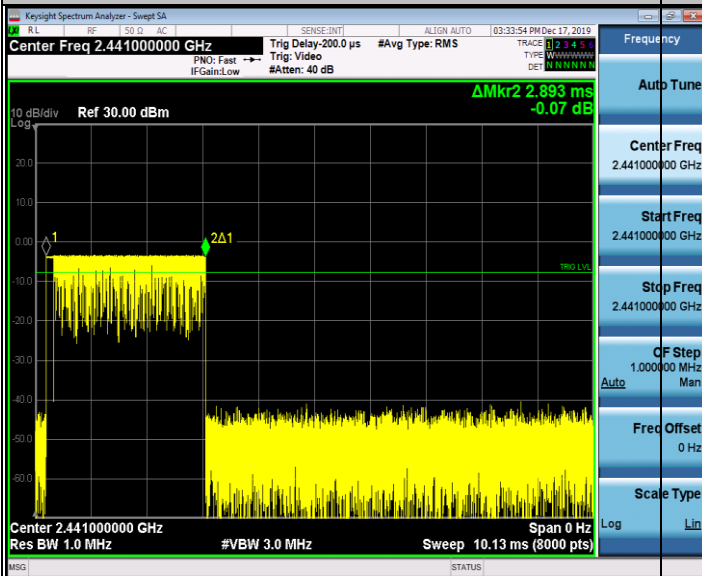 Keysight Spectrum Analyzer - Swept SA
RL RF 50 Ω AC SENSE:INT ALIGN AUTO 03:33:54 PM Dec 17, 2019
Center Freq 2.441000000 GHz
PNO: Fast
IFGain:Low
Trig Delay-200.0 µs
Trig: Video
#Atten: 40 dB
#Avg Type: RMS
TRACE 1 2 3 4 5 6
TYPE WWWWWW
DET N N N N N N
Frequency
ΔMkr2 2.893 ms
-0.07 dB
10 dB/div Ref 30.00 dBm
Log
20.0
10.0
0.00
-10.0
-20.0
-30.0
-40.0
-50.0
-60.0
1
2Δ1
TRIG LVL
Center 2.441000000 GHz Span 0 Hz
Res BW 1.0 MHz #VBW 3.0 MHz Sweep 10.13 ms (8000 pts)
MSG STATUS
Auto Tune
Center Freq
2.441000000 GHz
Start Freq
2.441000000 GHz
Stop Freq
2.441000000 GHz
CF Step
1.000000 MHz
Auto Man
Freq Offset
0 Hz
Scale Type
Log Lin